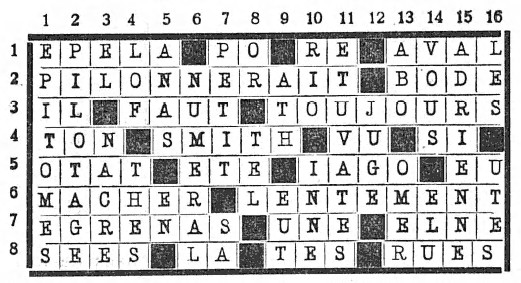 1 2 3 4 5 6 7 8 9 10 11 12 13 14 15 16
1 E P E L A P O R E A V A L
2 P I L O N N E R A I T B O D E
3 I L F A U T T O U J O U R S
4 T O N S M I T H V U S I
5 O T A T E T E I A G O E U
6 M A C H E R L E N T E M E N T
7 E G R E N A S U N E E L N E
8 S E E S L A T E S R U E S